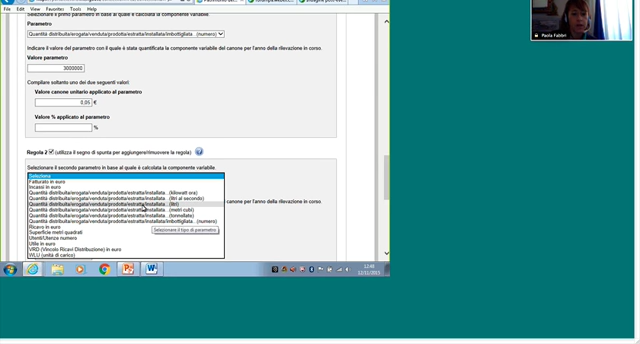 File Edit View Favorites Tools Help
Selezionare il primo parametro in base al quale è calcolata la componente variabile.
Parametro
Quantità distribuita/erogata/venduta/prodotta/estratta/installata/imbottigliata...(numero)
Indicare il valore del parametro con il quale è stata quantificata la componente variabile del canone per l'anno della rilevazione in corso
Valore parametro
3000000
Compilare soltanto uno dei due seguenti valori:
Valore canone unitario applicato al parametro
0,05 €
Valore % applicato al parametro
%
Regola 2 (utilizza il segno di spunta per aggiungere/rimuovere la regola)
Selezionare il secondo parametro in base al quale è calcolata la componente variabile.
Seleziona
Fatturato in euro
Incassi in euro
Quantità distribuita/erogata/venduta/prodotta/estratta/installata... (kilowatt ora)
Quantità distribuita/erogata/venduta/prodotta/estratta/installata... (litri al secondo)
canone per l'anno della rilevazione in corso
Quantità distribuita/erogata/venduta/prodotta/estratta/installata... (litri)
Quantità distribuita/erogata/venduta/prodotta/estratta/installata... (metri cubi)
Quantità distribuita/erogata/venduta/prodotta/estratta/installata... (tonnellate)
Quantità distribuita/erogata/venduta/prodotta/estratta/installata/imbottigliata...(numero)
Ricavo in euro
Selezionare il tipo di parametro
Superficie metri quadrati
Utenti/Utenze numero
Utile in euro
VRD (Vincolo Ricavi Distribuzione) in euro
WLU (unità di carico)
12:48
12/11/2015
Paola Fabbri